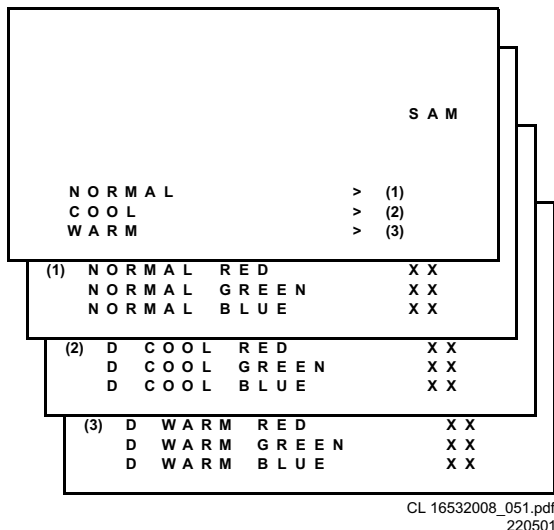 SAM
NORMAL > (1)
COOL > (2)
WARM > (3)
(1) NORMAL RED XX
NORMAL GREEN XX
NORMAL BLUE XX
(2) D COOL RED XX
D COOL GREEN XX
D COOL BLUE XX
(3) D WARM RED XX
D WARM GREEN XX
D WARM BLUE XX
CL 16532008_051.pdf
220501